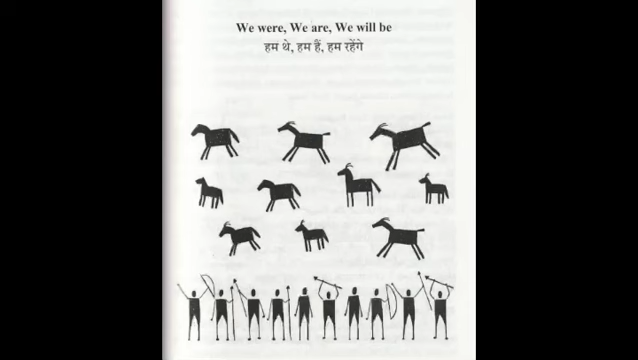 We were, We are, We will be
हम थे, हम हैं, हम रहेंगे